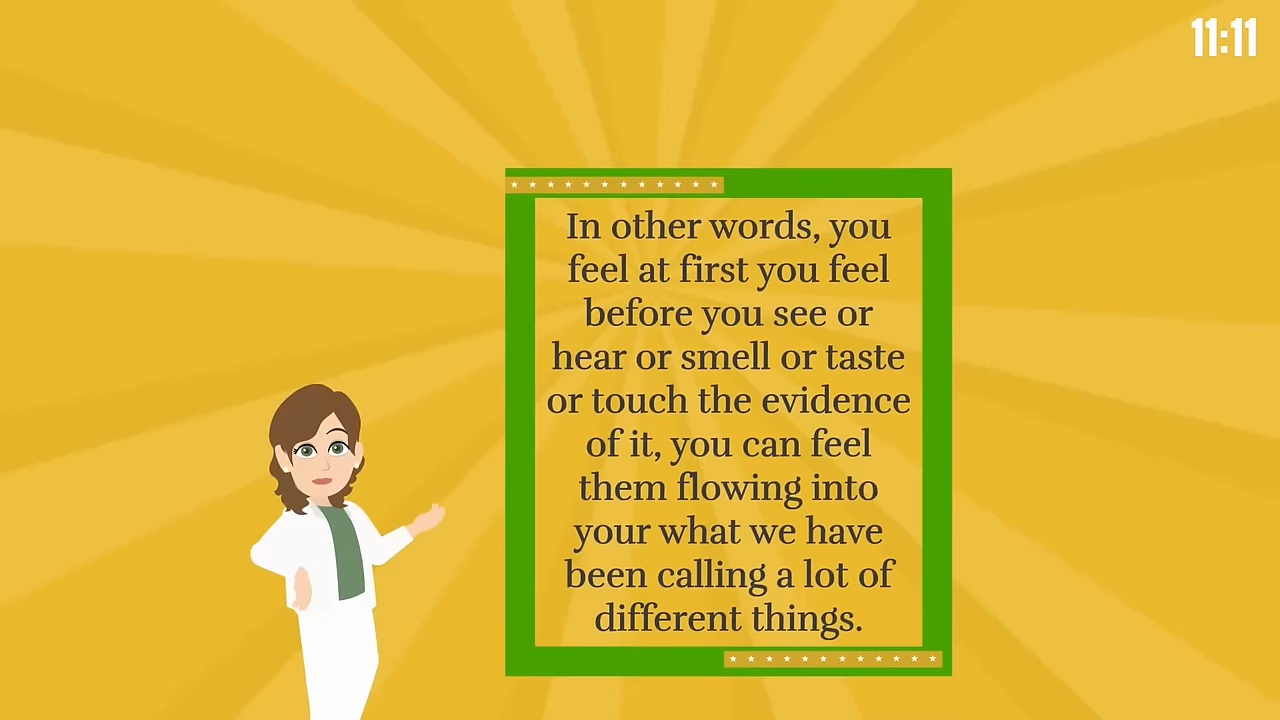 11:11
In other words, you
feel at first you feel
before you see or
hear or smell or taste
or touch the evidence
of it, you can feel
them flowing into
your what we have
been calling a lot of
different things.